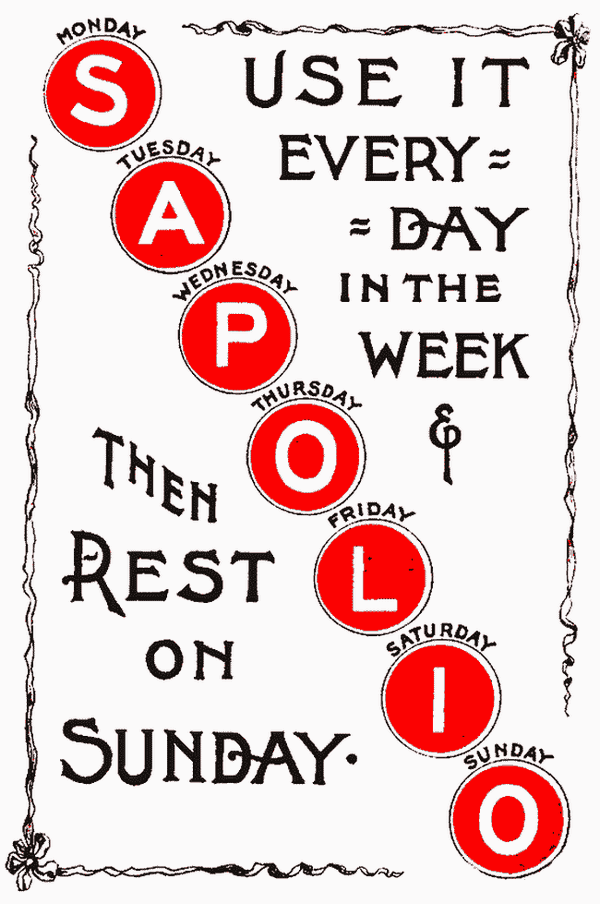 MONDAY
S
TUESDAY
A
WEDNESDAY
P
THURSDAY
O
FRIDAY
L
SATURDAY
I
SUNDAY
O
USE IT
EVERY=
=DAY
IN THE
WEEK
&
THEN
REST
ON
SUNDAY.